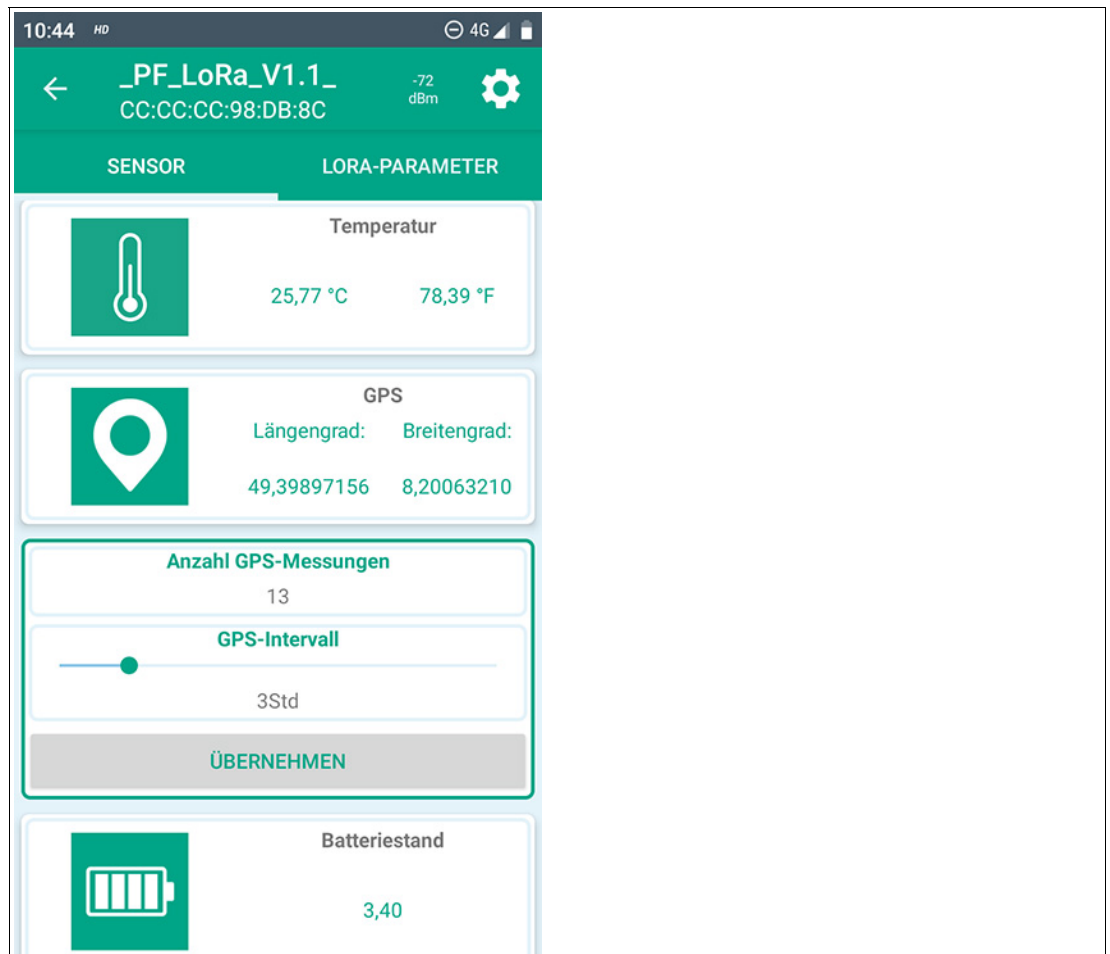 10:44 HD 4G
_PF_LoRa_V1.1_ -72
CC:CC:CC:98:DB:8C dBm
SENSOR LORA-PARAMETER
Temperatur
25,77 °C 78,39 °F
GPS
Längengrad: Breitengrad:
49,39897156 8,20063210
Anzahl GPS-Messungen
13
GPS-Intervall
3Std
ÜBERNEHMEN
Batteriestand
3,40